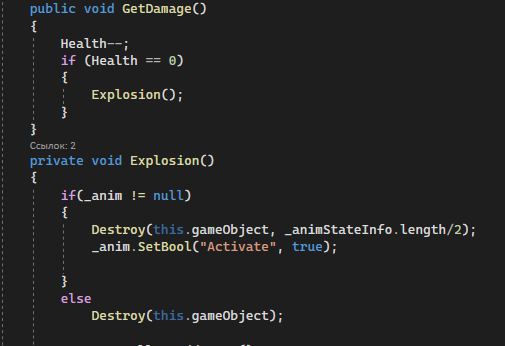 public void GetDamage()
{
Health--;
if (Health == 0)
{
Explosion();
}
}
Ссылок: 2
private void Explosion()
{
if(_anim != null)
{
Destroy(this.gameObject, _animStateInfo.length/2);
_anim.SetBool("Activate", true);
}
else
Destroy(this.gameObject);